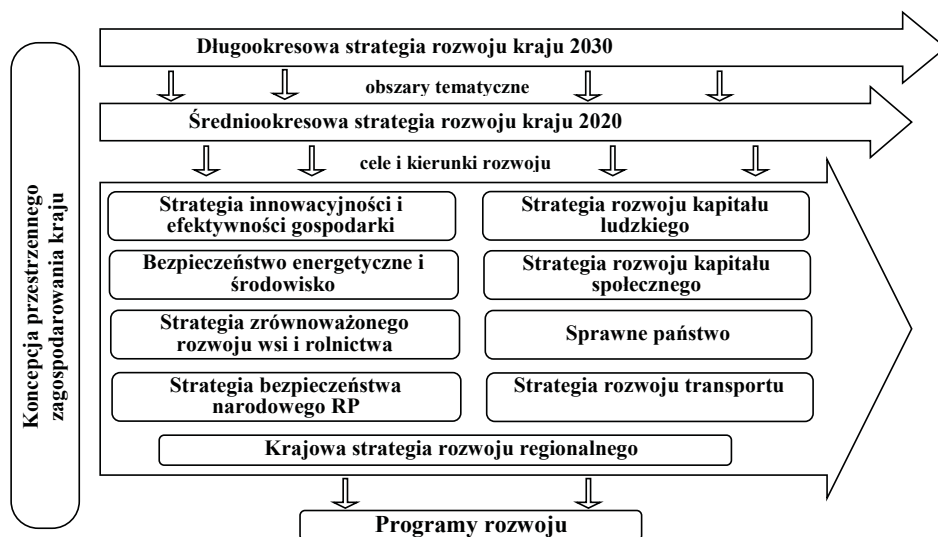 Koncepcja przestrzennego
zagospodarowania kraju
Długookresowa strategia rozwoju kraju 2030
obszary tematyczne
Średniookresowa strategia rozwoju kraju 2020
cele i kierunki rozwoju
Strategia innowacyjności i
efektywności gospodarki
Strategia rozwoju kapitału
ludzkiego
Bezpieczeństwo energetyczne i
środowisko
Strategia rozwoju kapitału
społecznego
Strategia zrównoważonego
rozwoju wsi i rolnictwa
Sprawne państwo
Strategia bezpieczeństwa
narodowego RP
Strategia rozwoju transportu
Krajowa strategia rozwoju regionalnego
Programy rozwoju